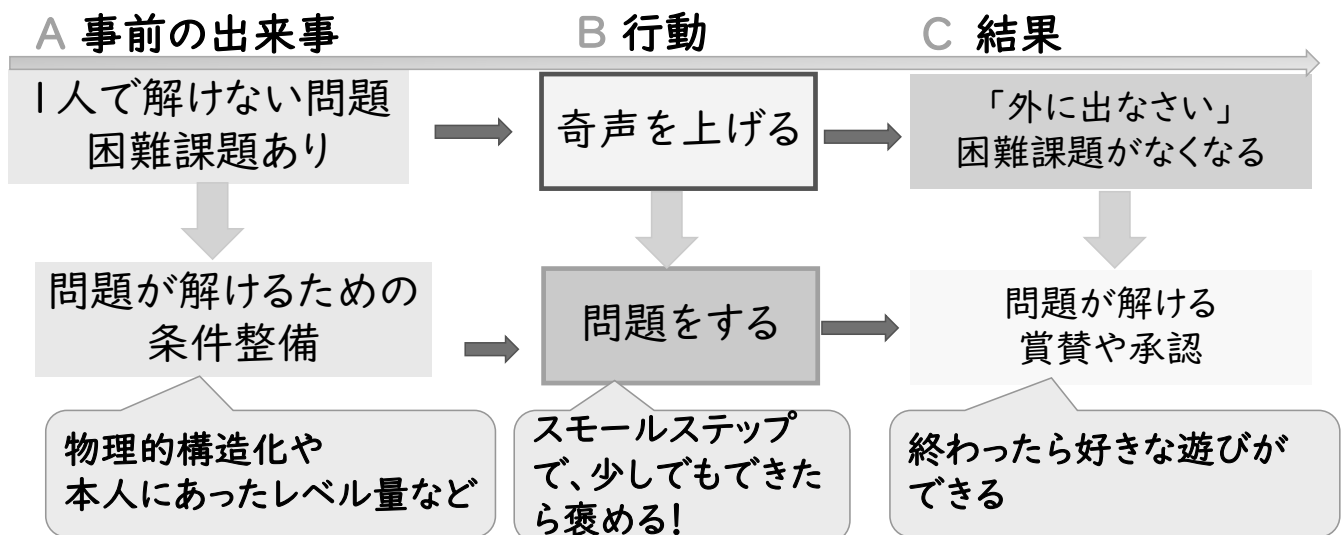 A 事前の出来事
B 行動
C 結果
1人で解けない問題
困難課題あり
奇声を上げる
「外に出なさい」
困難課題がなくなる
問題が解けるための
条件整備
問題をする
問題が解ける
賞賛や承認
物理的構造化や
本人にあったレベル量など
スモールステップ
で、少しでもできた
ら褒める!
終わったら好きな遊びが
できる